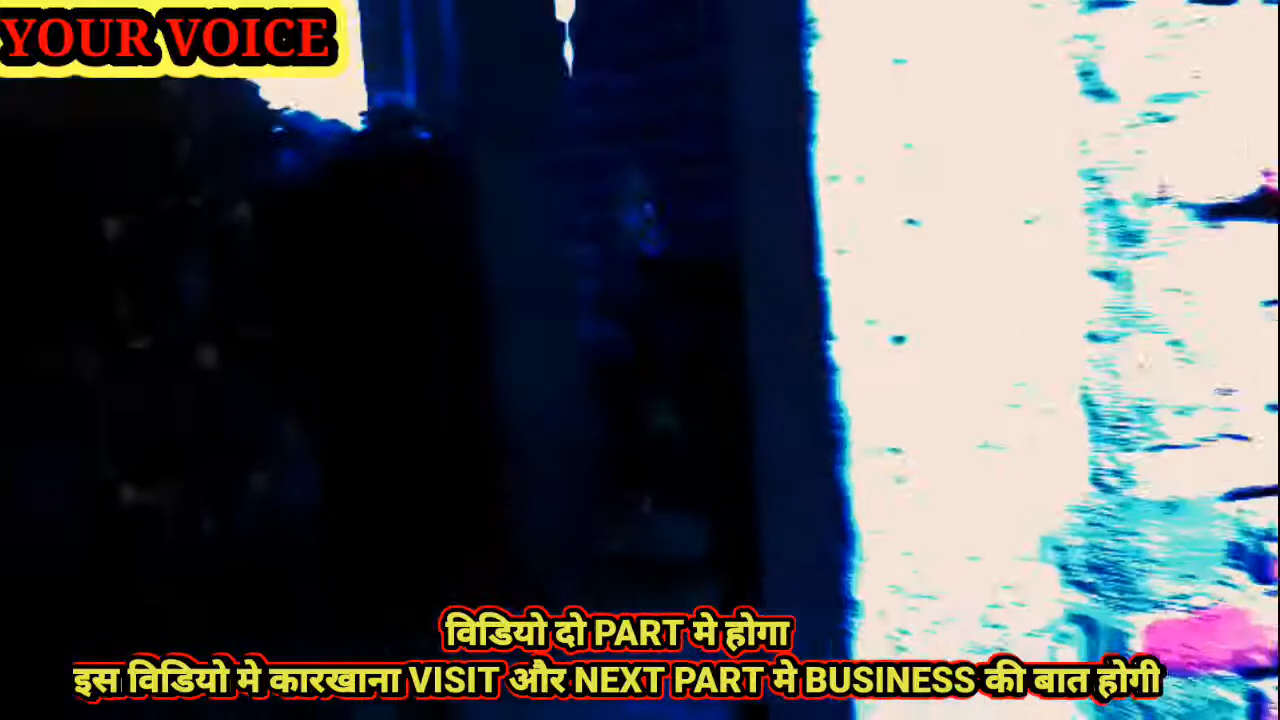 YOUR VOICE
विडियो दो PART मे होगा
इस विडियो मे कारखाना VISIT और NEXT PART मे BUSINESS की बात होगी